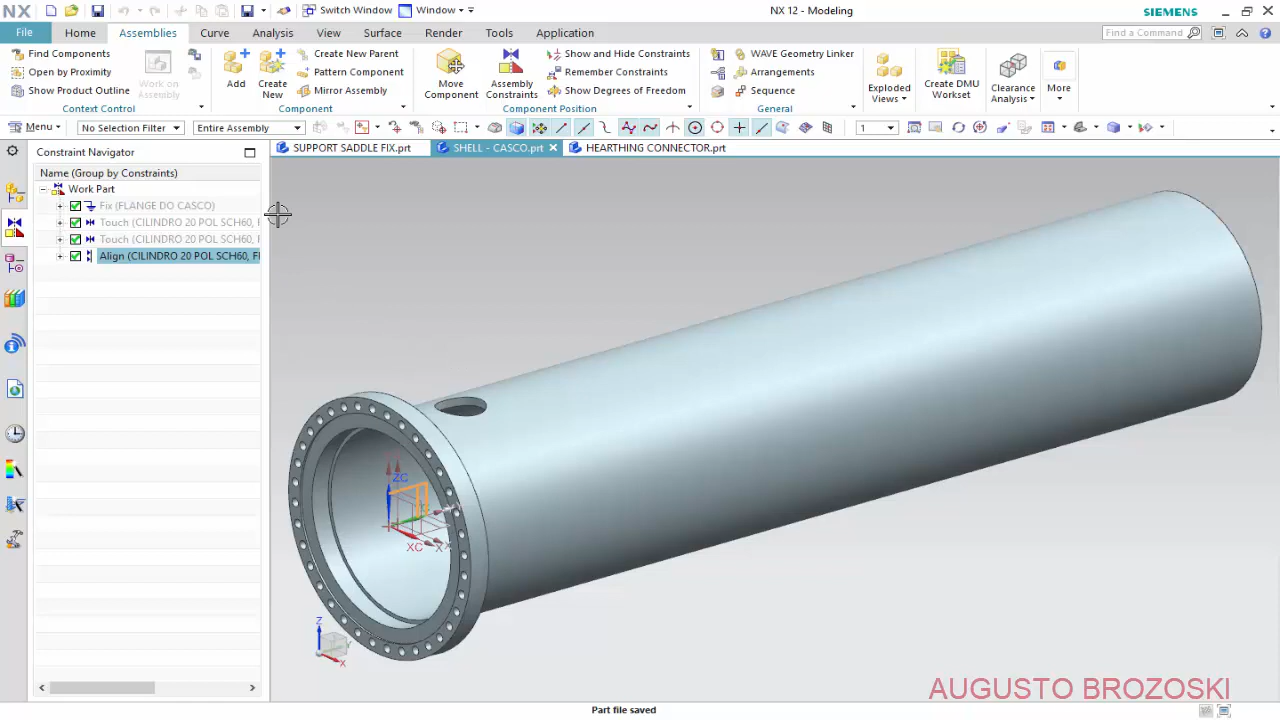 NX
Switch Window
Window
NX 12 - Modeling
SIEMENS
File
Home
Assemblies
Curve
Analysis
View
Surface
Render
Tools
Application
Find a Command
Find Components
Open by Proximity
Show Product Outline
Work on
Assembly
Context Control
Add
Create
New
Create New Parent
Pattern Component
Mirror Assembly
Component
Move
Component
Assembly
Constraints
Show and Hide Constraints
Remember Constraints
Show Degrees of Freedom
Component Position
WAVE Geometry Linker
Arrangements
Sequence
General
Exploded
Views
Create DMU
Workset
Clearance
Analysis
More
Menu
No Selection Filter
Entire Assembly
1
Constraint Navigator
SUPPORT SADDLE FIX.prt
SHELL - CASCO.prt
HEARTHING CONNECTOR.prt
Name (Group by Constraints)
Work Part
Fix (FLANGE DO CASCO)
Touch (CILINDRO 20 POL SCH60, F
Touch (CILINDRO 20 POL SCH60, F
Align (CILINDRO 20 POL SCH60, FI
ZC
XC
X
Z
Y
X
AUGUSTO BROZOSKI
Part file saved